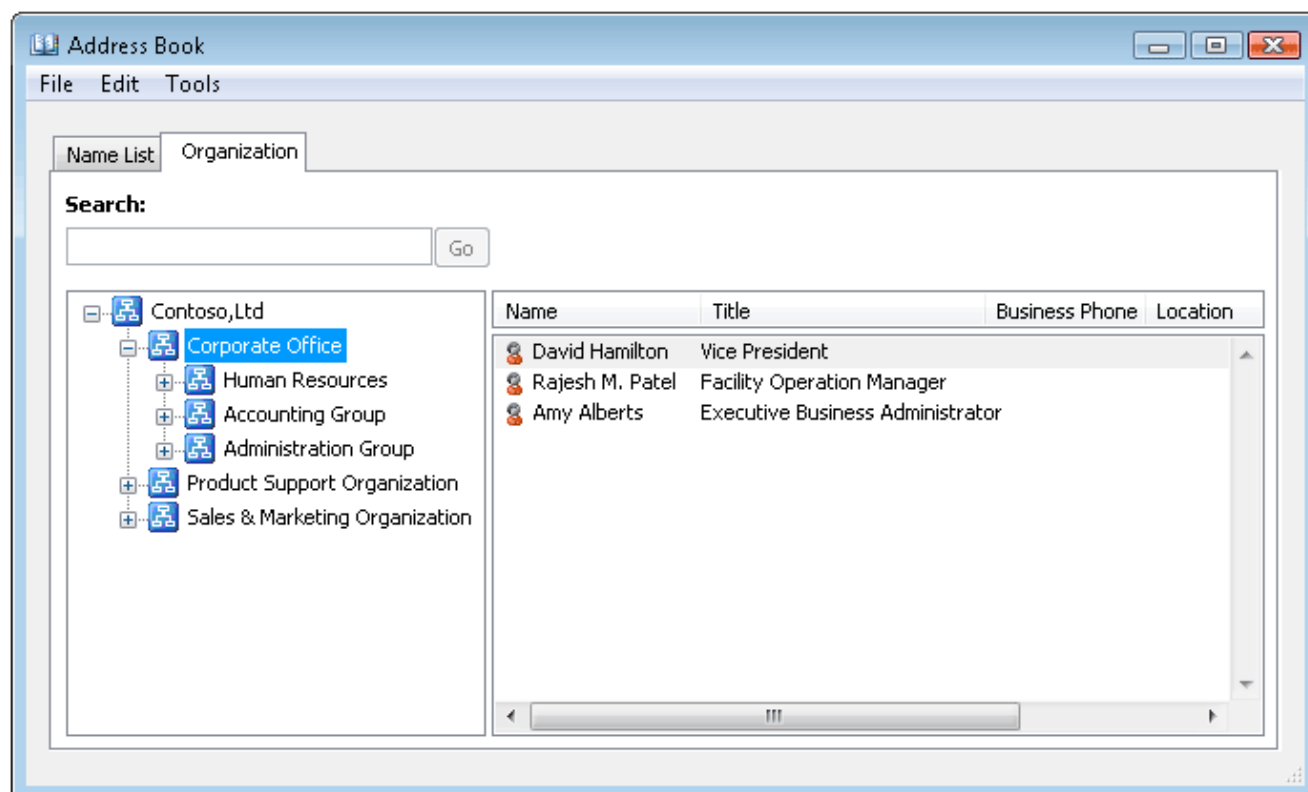 Address Book
File Edit Tools
Name List Organization
Search:
Go
Contoso,Ltd
Corporate Office
Human Resources
Accounting Group
Administration Group
Product Support Organization
Sales & Marketing Organization
Name Title Business Phone Location
David Hamilton Vice President
Rajesh M. Patel Facility Operation Manager
Amy Alberts Executive Business Administrator